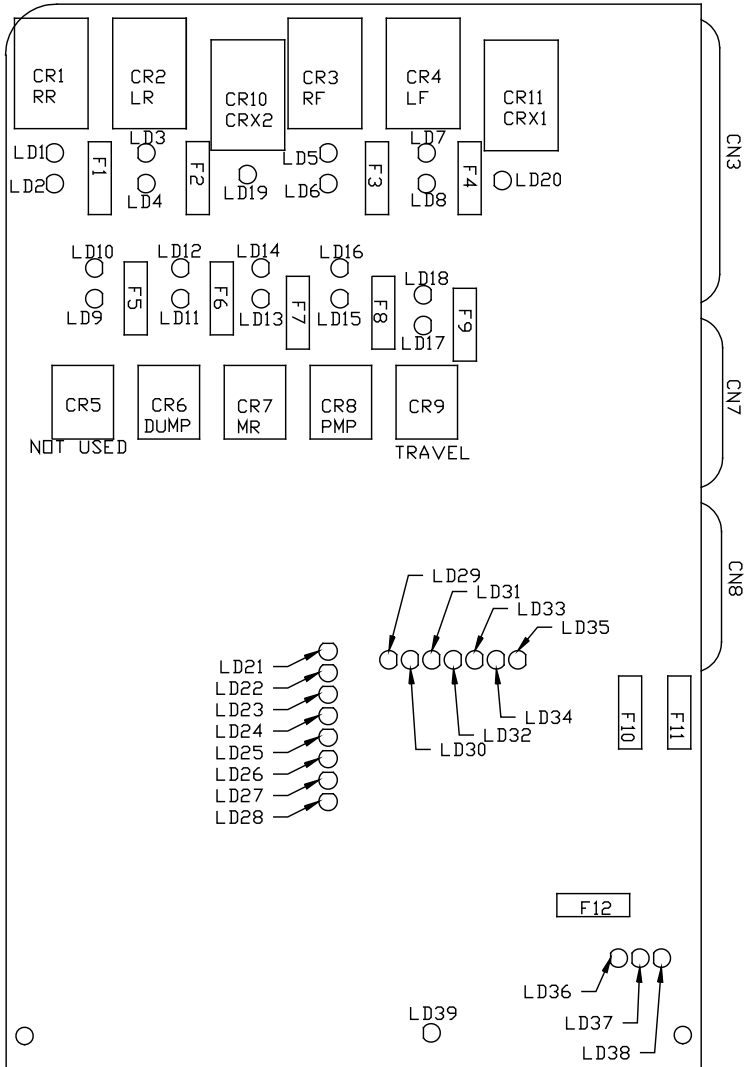 CR1
RR
CR2
LR
CR10
CRX2
CR3
RF
CR4
LF
CR11
CRX1
CN3
LD1
LD2
F1
LD3
LD4
F2
LD19
LD5
LD6
F3
LD7
LD8
F4
LD20
LD10
LD9
F5
LD12
LD11
F6
LD14
LD13
F7
LD16
LD15
F8
LD18
LD17
F9
CN7
CR5
NOT USED
CR6
DUMP
CR7
MR
CR8
PMP
CR9
TRAVEL
CN8
LD29
LD31
LD33
LD35
LD21
LD22
LD23
LD24
LD25
LD26
LD27
LD28
LD34
LD32
LD30
F10
F11
F12
LD36
LD37
LD38
LD39